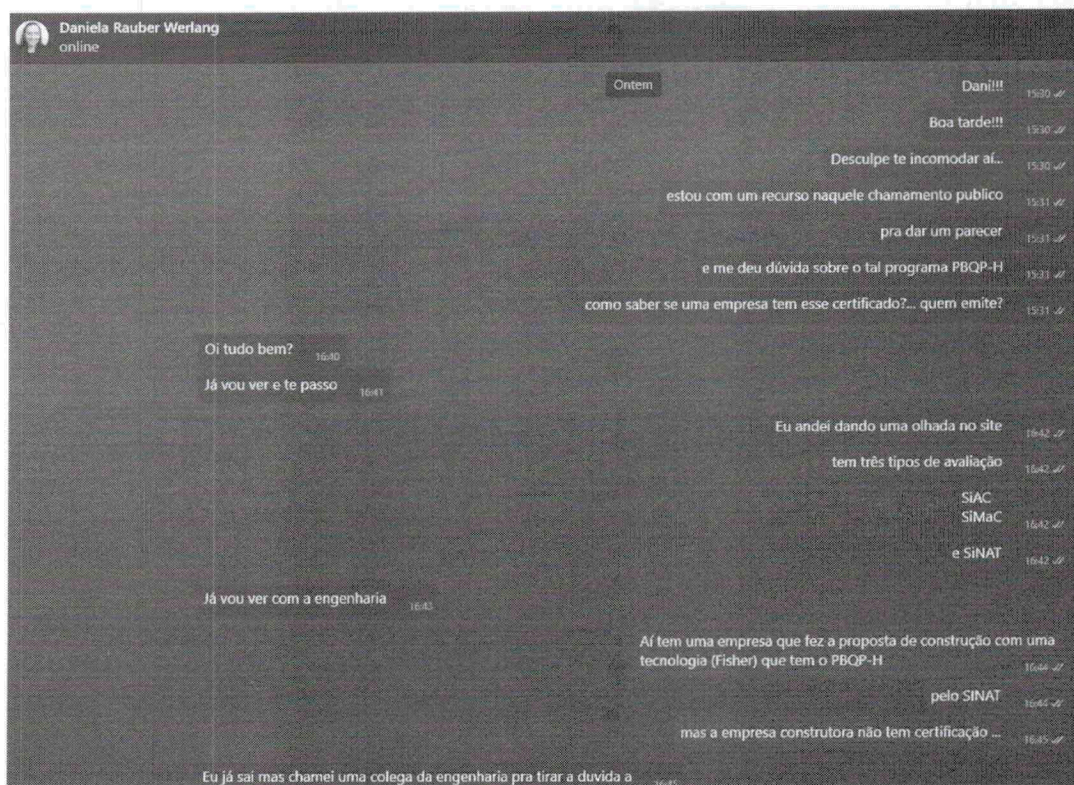 Daniela Rauber Werlang
online
Ontem
Dani!!! 15:30
Boa tarde!!! 15:30
Desculpe te incomodar aí... 15:30
estou com um recurso naquele chamamento publico 15:31
pra dar um parecer 15:31
e me deu dúvida sobre o tal programa PBQP-H 15:31
como saber se uma empresa tem esse certificado?... quem emite? 15:31
Oi tudo bem? 16:40
Já vou ver e te passo 16:41
Eu andei dando uma olhada no site 16:42
tem três tipos de avaliação 16:42
SiAC
SiMaC 16:42
e SiNAT 16:42
Já vou ver com a engenharia 16:43
Aí tem uma empresa que fez a proposta de construção com uma
tecnologia (Fisher) que tem o PBQP-H 16:44
pelo SINAT 16:44
mas a empresa construtora não tem certificação ... 16:45
Eu já sai mas chamei uma colega da engenharia pra tirar a duvida a